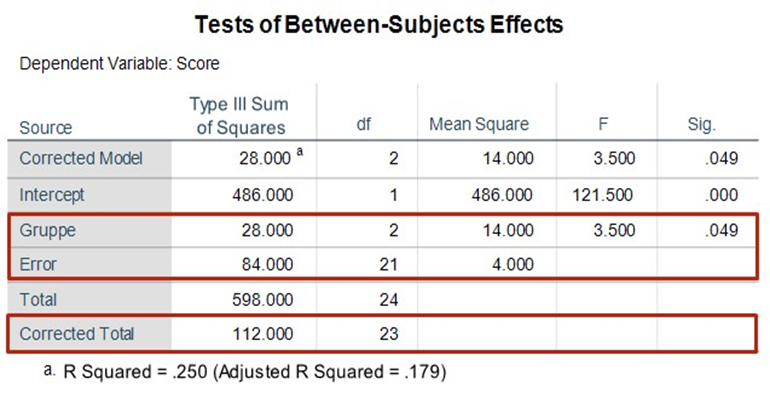 Tests of Between-Subjects Effects
Dependent Variable: Score
Source Type III Sum of Squares df Mean Square F Sig.
Corrected Model 28.000 a 2 14.000 3.500 .049
Intercept 486.000 1 486.000 121.500 .000
Gruppe 28.000 2 14.000 3.500 .049
Error 84.000 21 4.000
Total 598.000 24
Corrected Total 112.000 23
a. R Squared = .250 (Adjusted R Squared = .179)